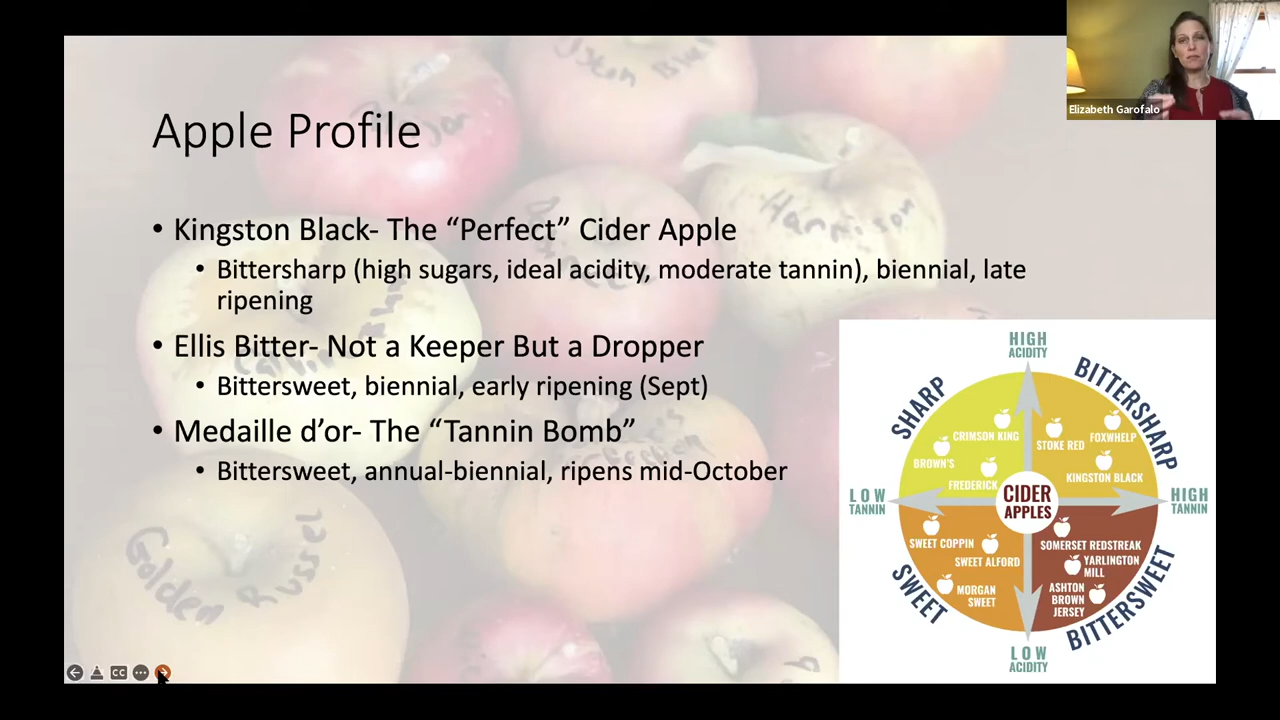 Elizabeth Garofalo
Apple Profile
• Kingston Black- The “Perfect” Cider Apple
• Bittersharp (high sugars, ideal acidity, moderate tannin), biennial, late
ripening
• Ellis Bitter- Not a Keeper But a Dropper
• Bittersweet, biennial, early ripening (Sept)
• Medaille d’or- The “Tannin Bomb”
• Bittersweet, annual-biennial, ripens mid-October
Harrison
Golden
Russet
HIGH
ACIDITY
SHARP
BITTERSHARP
CRIMSON KING
BROWN'S
FREDERICK
STOKE RED
FOXWHELP
KINGSTON BLACK
LOW
TANNIN
CIDER
APPLES
HIGH
TANNIN
SWEET COPPIN
SWEET ALFORD
MORGAN
SWEET
SOMERSET REDSTREAK
YARLINGTON
MILL
ASHTON
BROWN
JERSEY
SWEET
BITTERSWEET
LOW
ACIDITY
CC